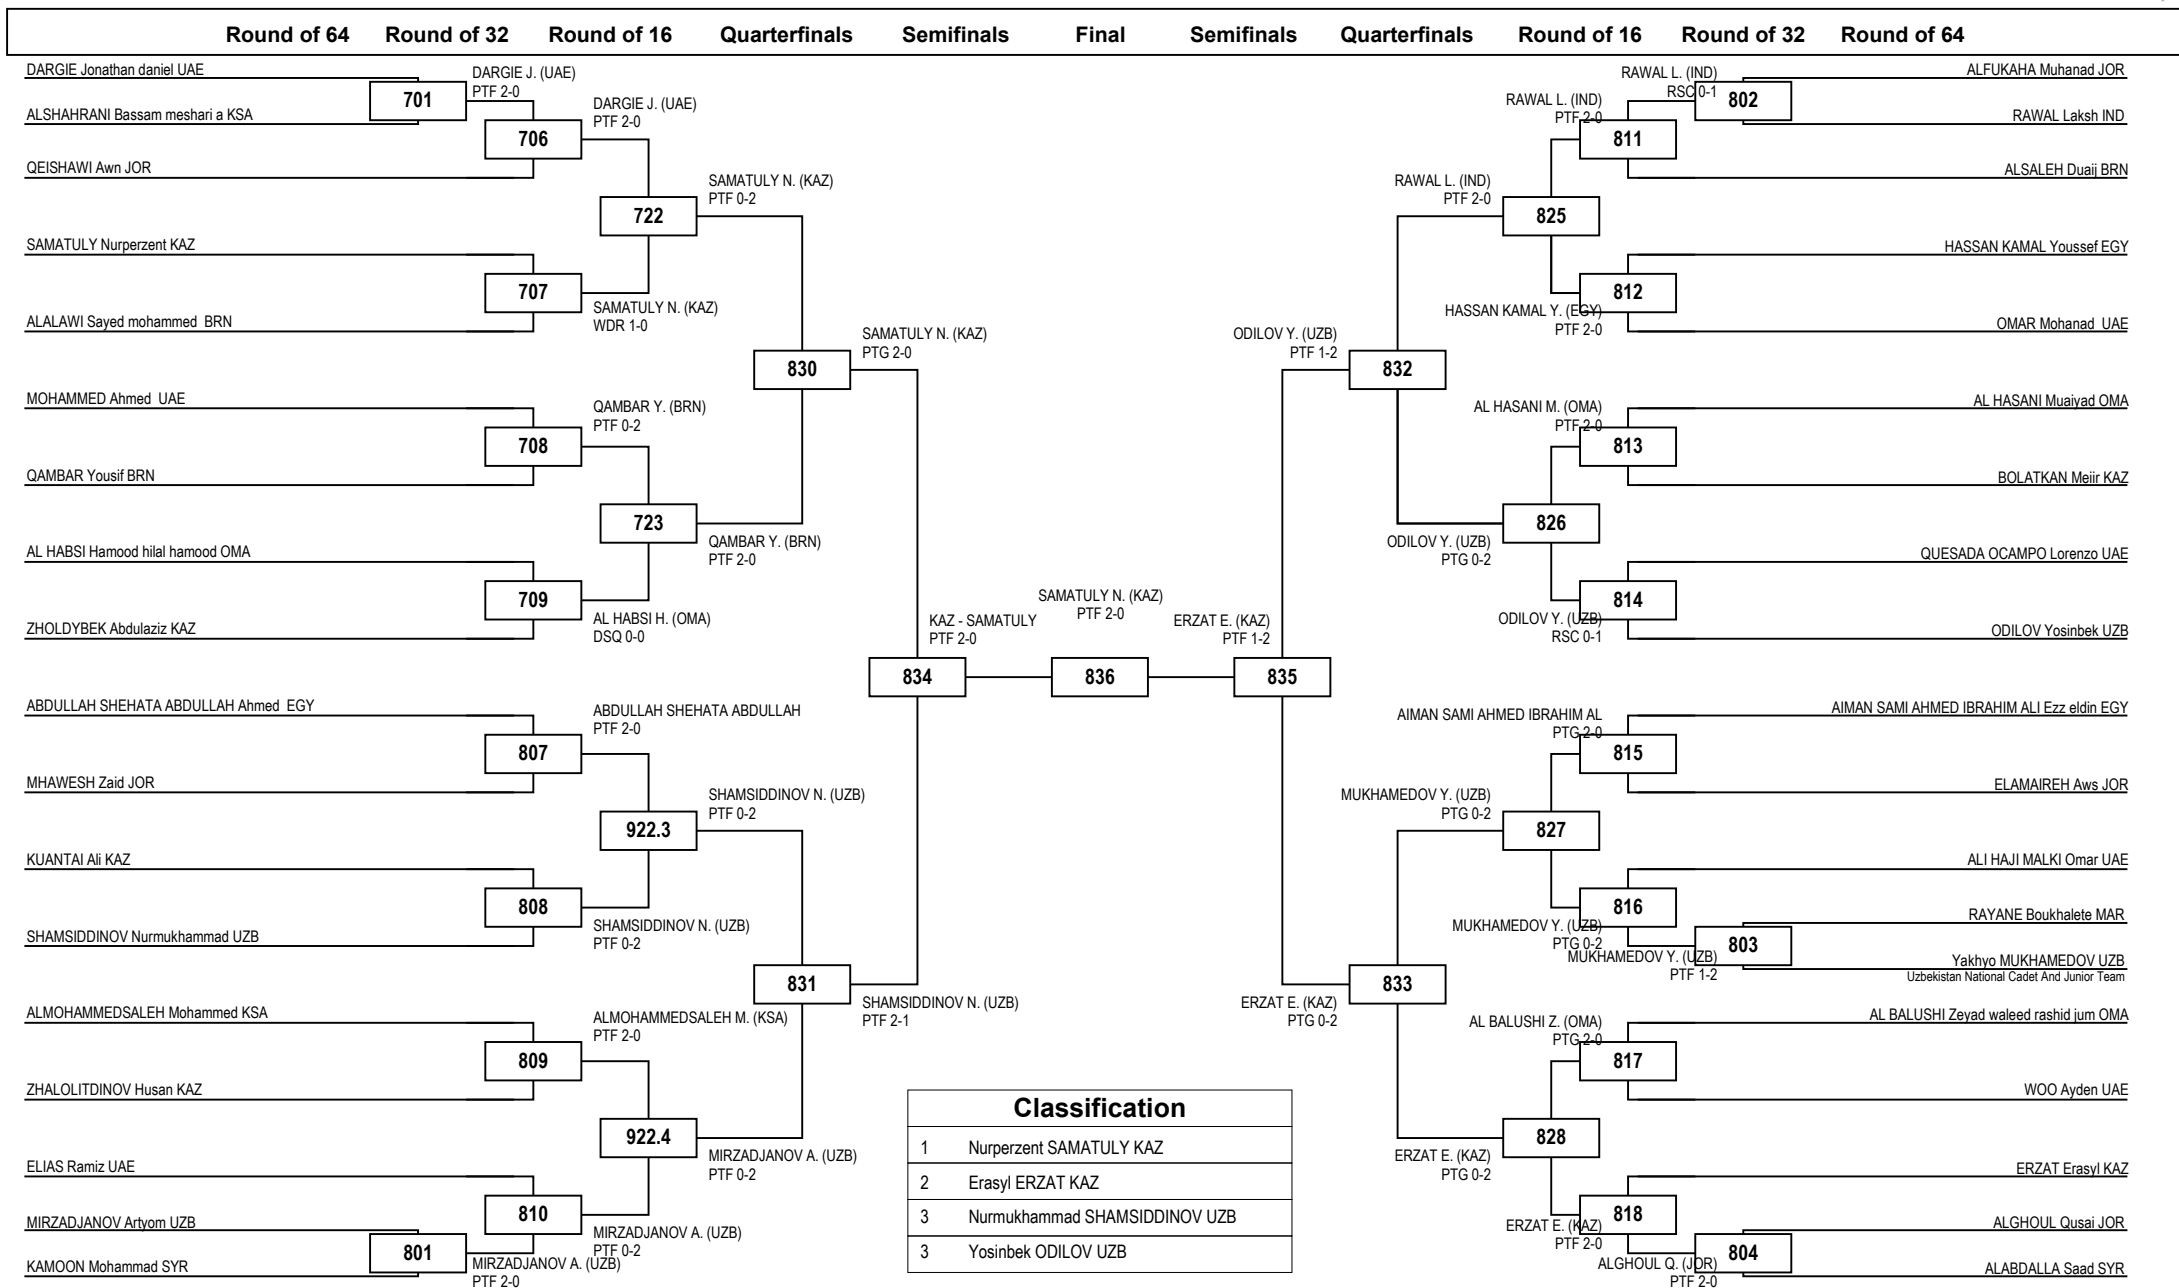 Round of 64 Round of 32 Round of 16 Quarterfinals Semifinals Final Semifinals Quarterfinals Round of 16 Round of 32 Round of 64
DARGIE Jonathan daniel UAE
701
DARGIE J. (UAE)
PTF 2-0
ALSHAHRANI Bassam meshari a KSA
706
DARGIE J. (UAE)
PTF 2-0
QEISHAWI Awn JOR
722
SAMATULY N. (KAZ)
PTF 0-2
SAMATULY Nurperzent KAZ
707
SAMATULY N. (KAZ)
WDR 1-0
ALALAWI Sayed mohammed BRN
830
SAMATULY N. (KAZ)
PTG 2-0
MOHAMMED Ahmed UAE
708
QAMBAR Y. (BRN)
PTF 0-2
QAMBAR Yousif BRN
723
QAMBAR Y. (BRN)
PTF 2-0
AL HABSI Hamood hilal hamood OMA
709
AL HABSI H. (OMA)
DSQ 0-0
ZHOLDYBEK Abdulaziz KAZ
KAZ - SAMATULY
PTF 2-0
834
SAMATULY N. (KAZ)
PTF 2-0
836
ABDULLAH SHEHATA ABDULLAH Ahmed EGY
807
ABDULLAH SHEHATA ABDULLAH
PTF 2-0
MHAWESH Zaid JOR
922.3
SHAMSIDDINOV N. (UZB)
PTF 0-2
KUANTAI Ali KAZ
808
SHAMSIDDINOV N. (UZB)
PTF 0-2
SHAMSIDDINOV Nurmukhammad UZB
831
SHAMSIDDINOV N. (UZB)
PTF 2-1
ALMOHAMMEDSALEH Mohammed KSA
809
ALMOHAMMEDSALEH M. (KSA)
PTF 2-0
ZHALOLITDINOV Husan KAZ
922.4
MIRZADJANOV A. (UZB)
PTF 0-2
ELIAS Ramiz UAE
810
MIRZADJANOV A. (UZB)
PTF 0-2
MIRZADJANOV Artyom UZB
801
MIRZADJANOV A. (UZB)
PTF 2-0
KAMOON Mohammad SYR
RAWAL L. (IND)
RSC 0-1
802
ALFUKAHA Muhanad JOR
RAWAL L. (IND)
PTF 2-0
811
RAWAL Laksh IND
ALSALEH Duaij BRN
RAWAL L. (IND)
PTF 2-0
825
HASSAN KAMAL Youssef EGY
812
HASSAN KAMAL Y. (EGY)
PTF 2-0
OMAR Mohanad UAE
ODILOV Y. (UZB)
PTF 1-2
832
AL HASANI M. (OMA)
PTF 2-0
813
AL HASANI Muaiyad OMA
BOLATKAN Meiir KAZ
826
ODILOV Y. (UZB)
PTG 0-2
QUESADA OCAMPO Lorenzo UAE
814
ODILOV Y. (UZB)
RSC 0-1
ODILOV Yosinbek UZB
ERZAT E. (KAZ)
PTF 1-2
835
AIMAN SAMI AHMED IBRAHIM AL
PTG 2-0
815
AIMAN SAMI AHMED IBRAHIM ALI Ezz eldin EGY
ELAMAIREH Aws JOR
MUKHAMEDOV Y. (UZB)
PTG 0-2
827
ALI HAJI MALKI Omar UAE
816
MUKHAMEDOV Y. (UZB)
PTG 0-2
RAYANE Boukhalete MAR
803
MUKHAMEDOV Y. (UZB)
PTF 1-2
Yakhyo MUKHAMEDOV UZB
Uzbekistan National Cadet And Junior Team
833
ERZAT E. (KAZ)
PTG 0-2
AL BALUSHI Z. (OMA)
PTG 2-0
817
AL BALUSHI Zeyad waleed rashid jum OMA
WOO Ayden UAE
828
ERZAT E. (KAZ)
PTG 0-2
ERZAT Erasyl KAZ
818
ERZAT E. (KAZ)
PTF 2-0
ALGHOUL Qusai JOR
804
ALGHOUL Q. (JOR)
PTF 2-0
ALABDALLA Saad SYR
Classification
1 Nurperzent SAMATULY KAZ
2 Erasyl ERZAT KAZ
3 Nurmukhammad SHAMSIDDINOV UZB
3 Yosinbek ODILOV UZB